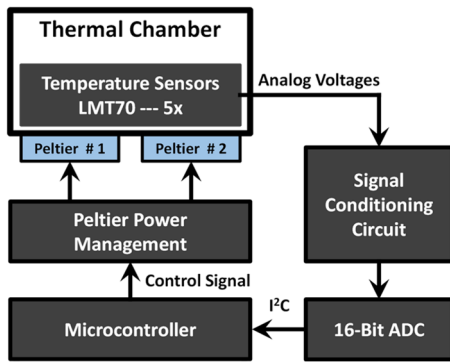 Thermal Chamber
Temperature Sensors
LMT70 --- 5x
Analog Voltages
Peltier # 1
Peltier # 2
Signal
Conditioning
Circuit
Peltier Power
Management
Control Signal
I²C
Microcontroller
16-Bit ADC